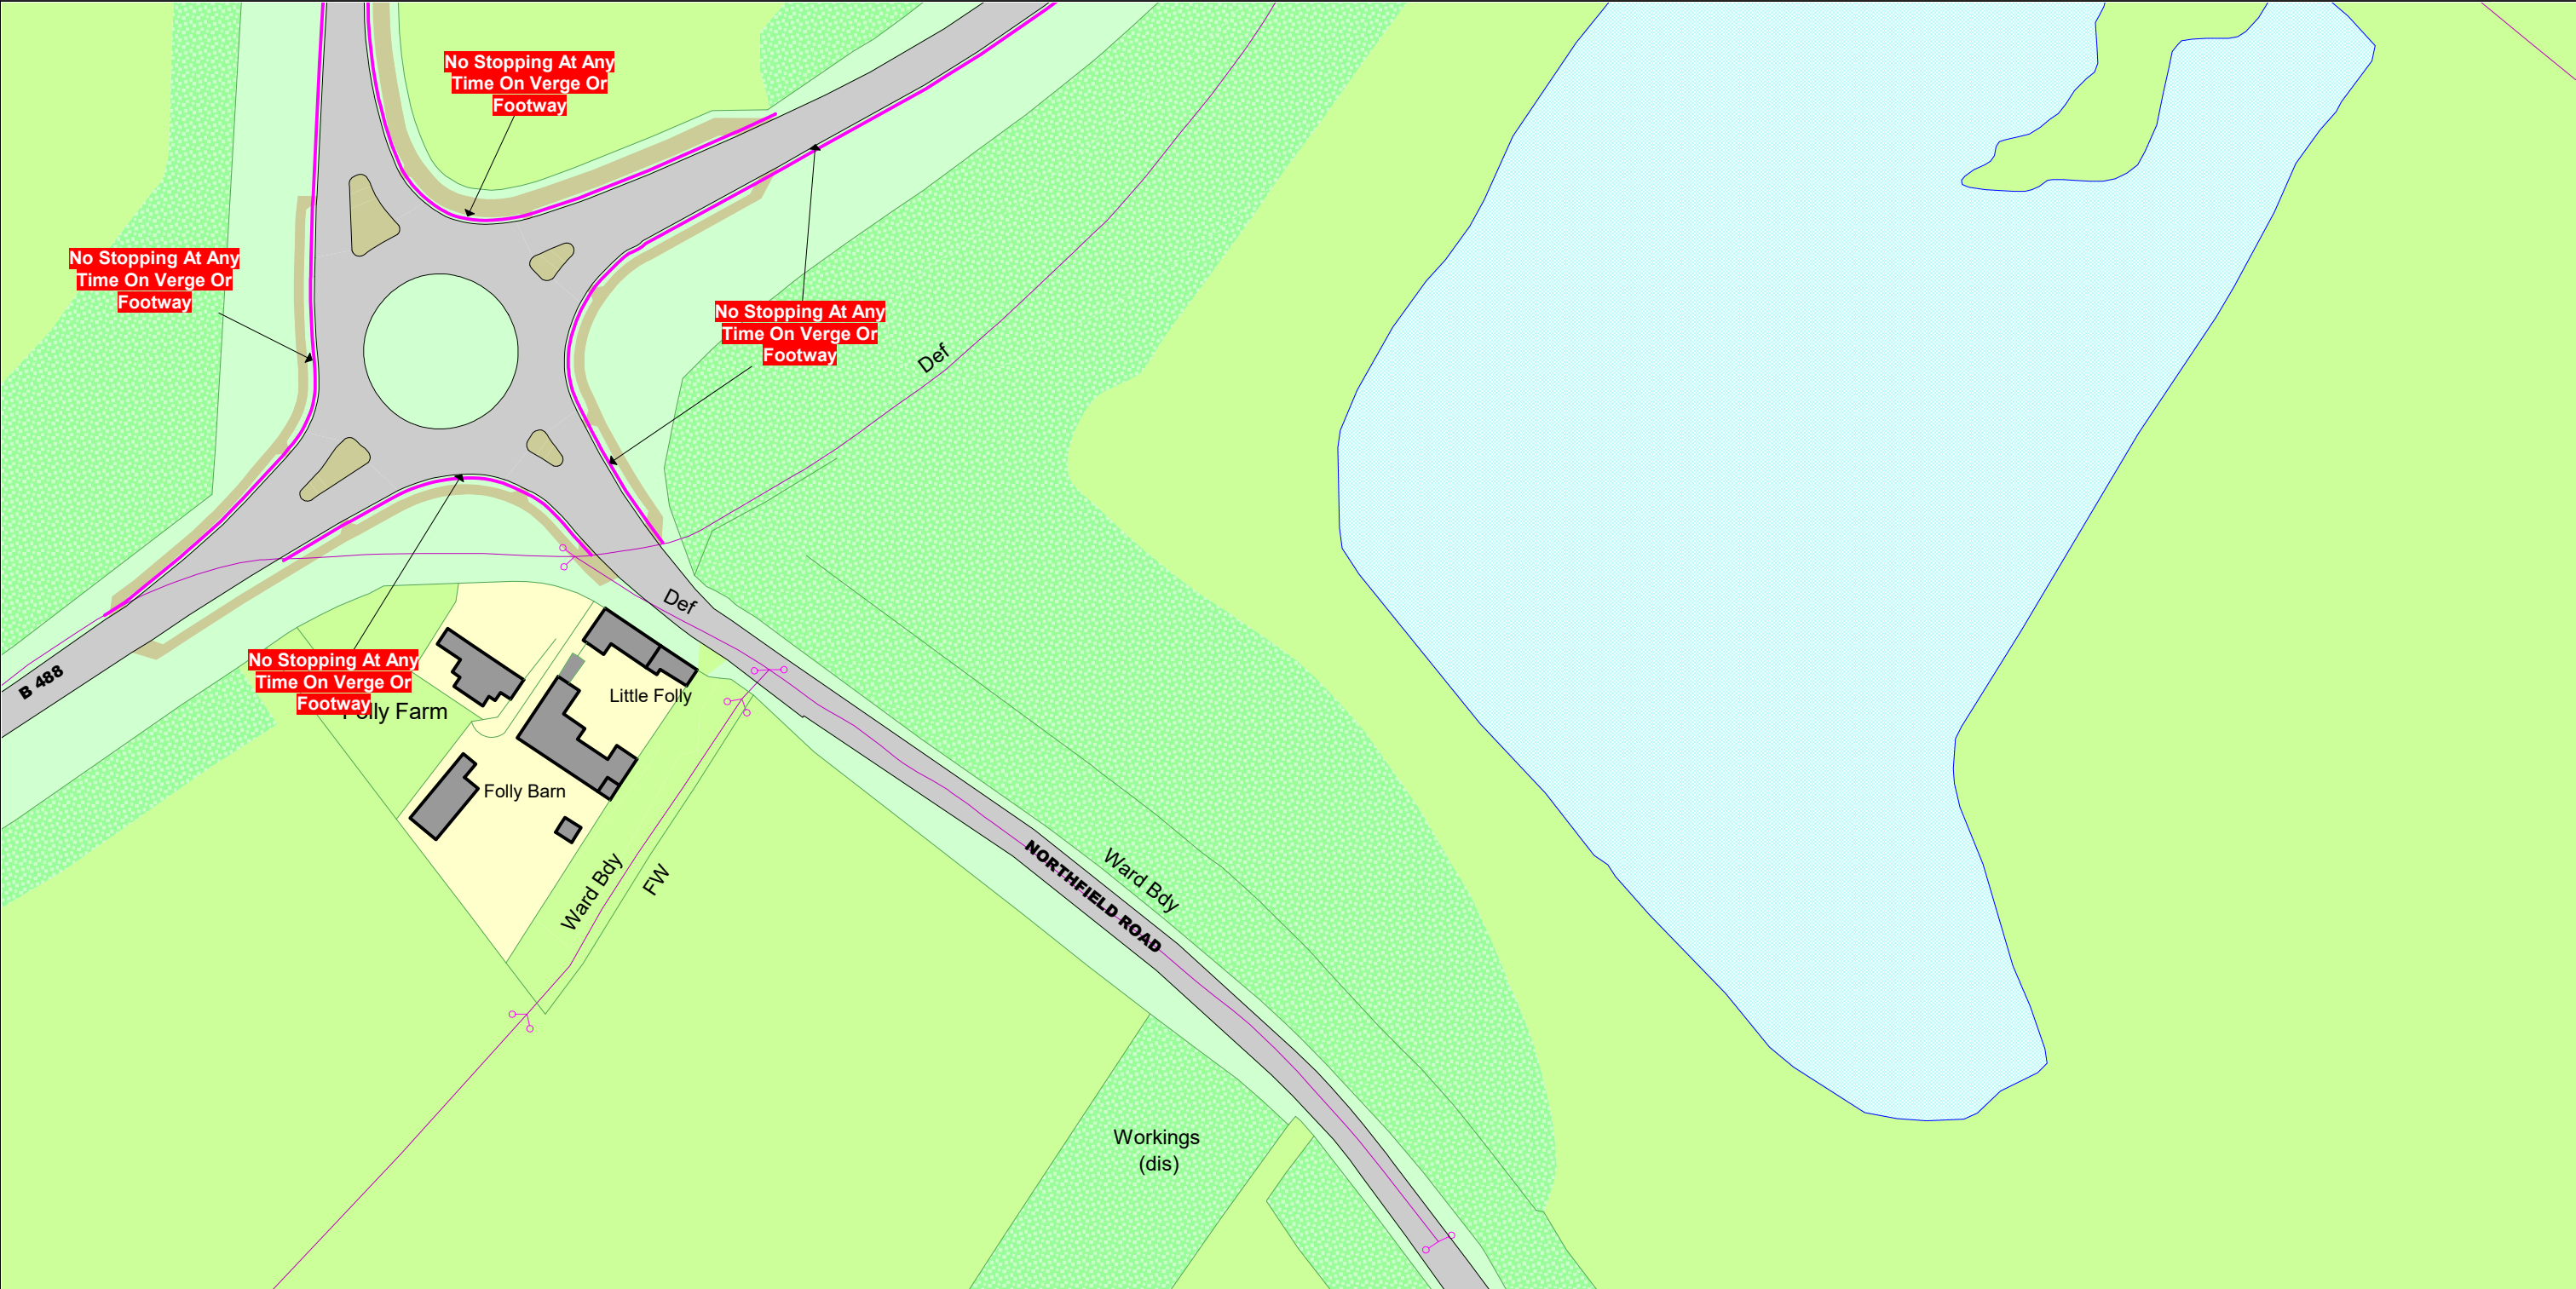 No Stopping At Any
Time On Verge Or
Footway
No Stopping At Any
Time On Verge Or
Footway
No Stopping At Any
Time On Verge Or
Footway
Def
Def
B 488
No Stopping At Any
Time On Verge Or
Footway
Folly Farm
Little Folly
Folly Barn
Ward Bdy
FW
NORTHFIELD ROAD
Ward Bdy
Workings
(dis)